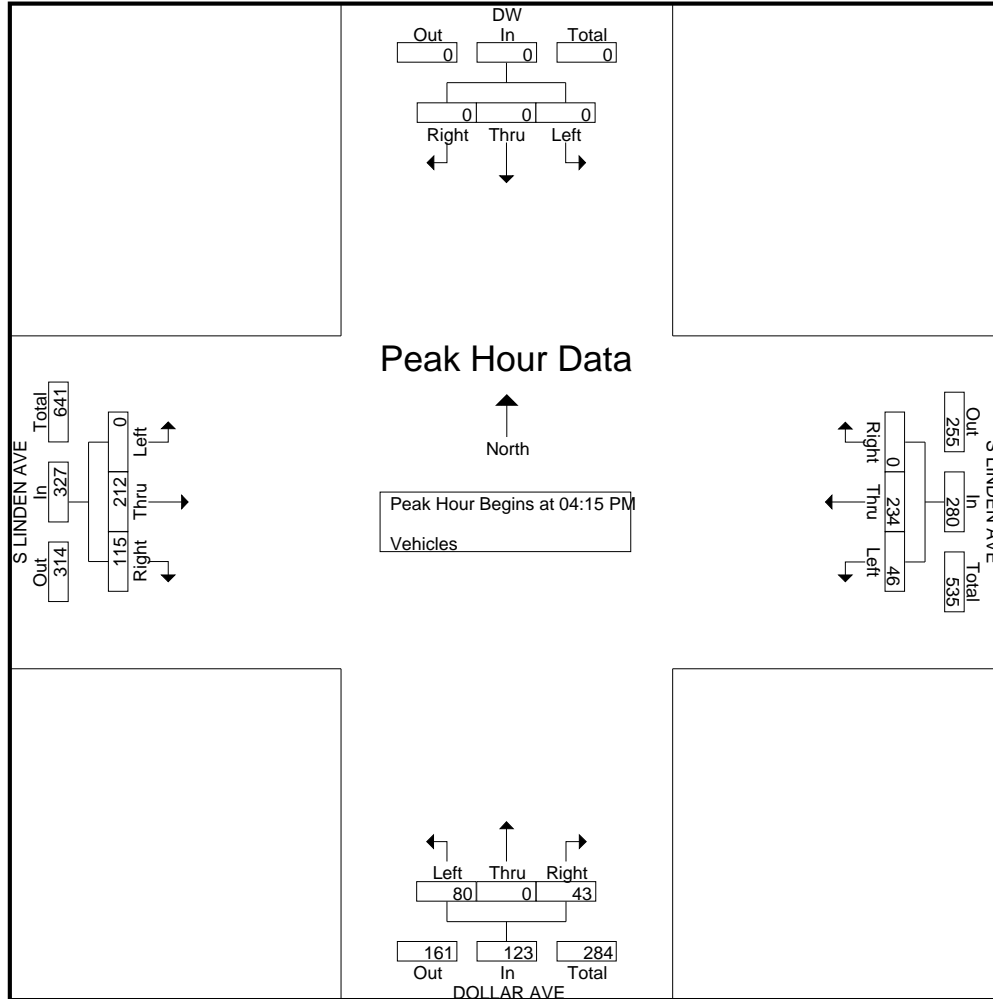 DW
Out In Total
0 0 0
0 0 0
Right Thru Left
Peak Hour Data
North
Peak Hour Begins at 04:15 PM
Vehicles
S LINDEN AVE
Total In Out
641 327 314
0 212 115
Left Thru Right
Right Thru Left
0 234 46
255 280 535
Out In Total
S LINDEN AVE
Left Thru Right
80 0 43
161 123 284
Out In Total
DOLLAR AVE